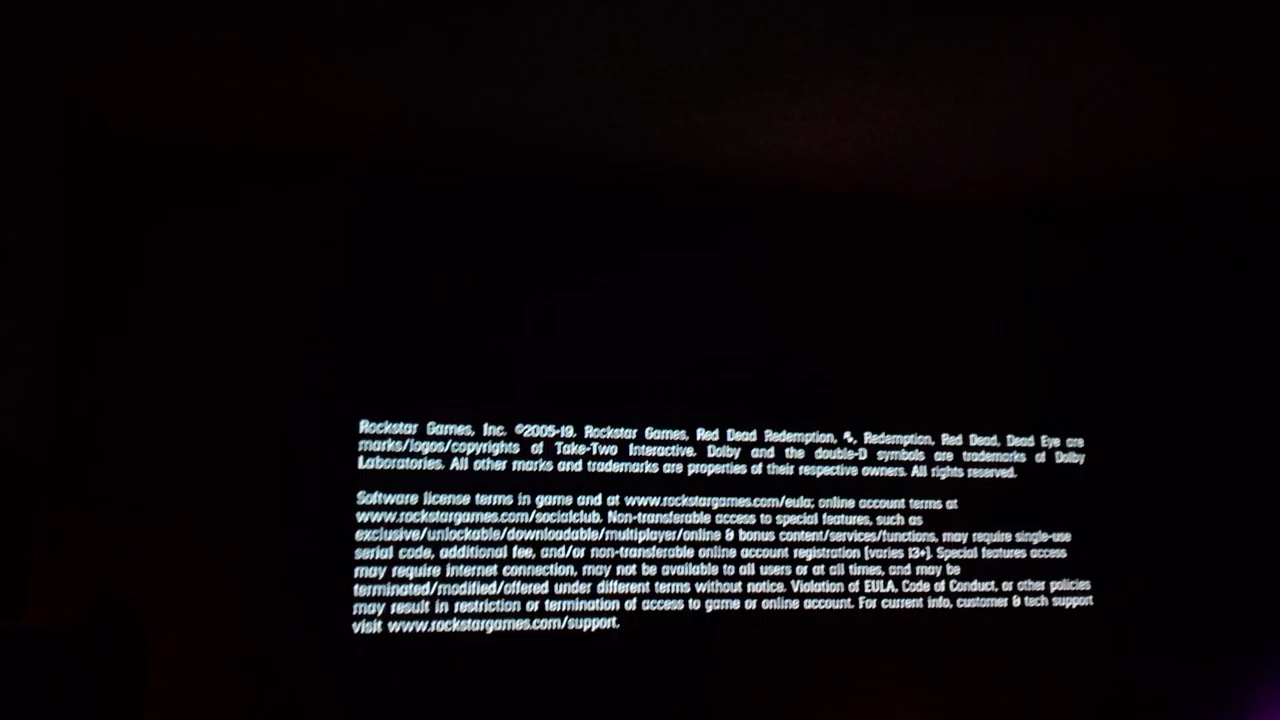 Rockstar Games, Inc. ©2005-19. Rockstar Games, Red Dead Redemption, Redemption, Red Dead, Dead Eye are
marks/logos/copyrights of Take-Two Interactive. Dolby and the double-D symbols are trademarks of Dolby
Laboratories. All other marks and trademarks are properties of their respective owners. All rights reserved.
Software license terms in game and at www.rockstargames.com/eula; online account terms at
www.rockstargames.com/socialclub. Non-transferable access to special features, such as
exclusive/unlockable/downloadable/multiplayer/online & bonus content/services/functions, may require single-use
serial code, additional fee, and/or non-transferable online account registration [varies 13+]. Special features access
may require internet connection, may not be available to all users or at all times, and may be
terminated/modified/offered under different terms without notice. Violation of EULA, Code of Conduct, or other policies
may result in restriction or termination of access to game or online account. For current info, customer & tech support
visit www.rockstargames.com/support.